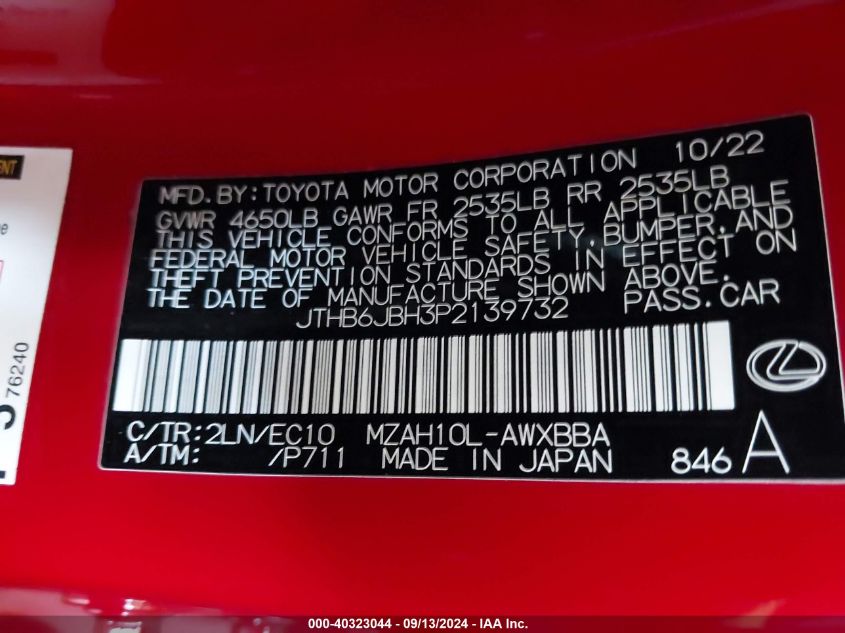 ENT
e
76240
MFD.BY:TOYOTA MOTOR CORPORATION 10/22
GVWR 4650LB GAWR FR 2535LB RR 2535LB
THIS VEHICLE CONFORMS TO ALL APPLICABLE
FEDERAL MOTOR VEHICLE SAFETY,BUMPER,AND
THEFT PREVENTION STANDARDS IN EFFECT ON
THE DATE OF MANUFACTURE SHOWN ABOVE.
JTHB6JBH3P2139732 PASS.CAR
C/TR:2LN/EC10 MZAH10L-AWXBBA
A/TM: /P711 MADE IN JAPAN 846 A
000-40323044 - 09/13/2024 - IAA Inc.